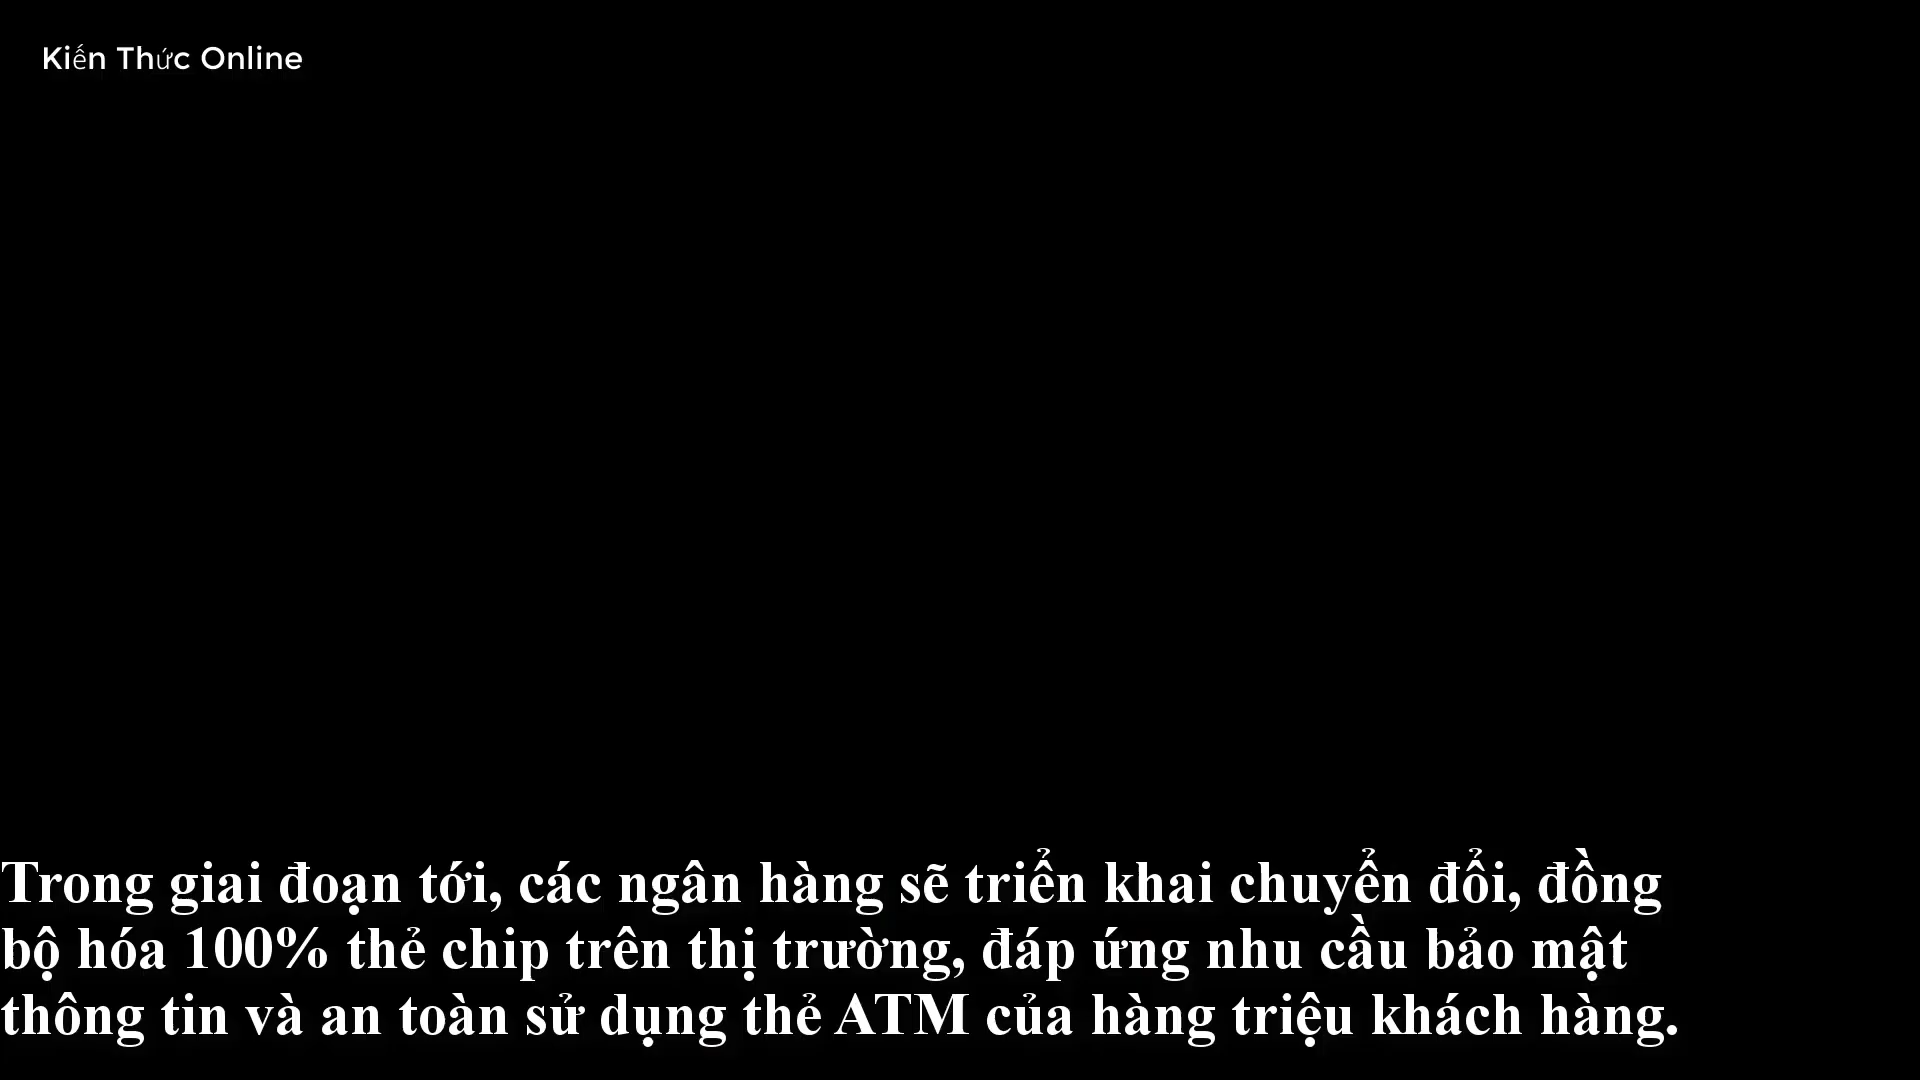 Kiến Thức Online
Trong giai đoạn tới, các ngân hàng sẽ triển khai chuyển đổi, đồng
bộ hóa 100% thẻ chip trên thị trường, đáp ứng nhu cầu bảo mật
thông tin và an toàn sử dụng thẻ ATM của hàng triệu khách hàng.